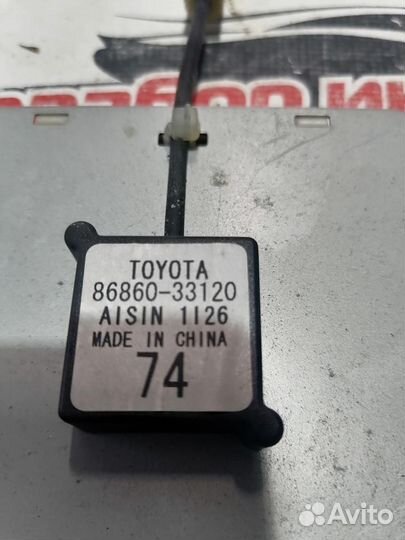 TOYOTA
86860-33120
AISIN 1126
MADE IN CHINA
74
Avito